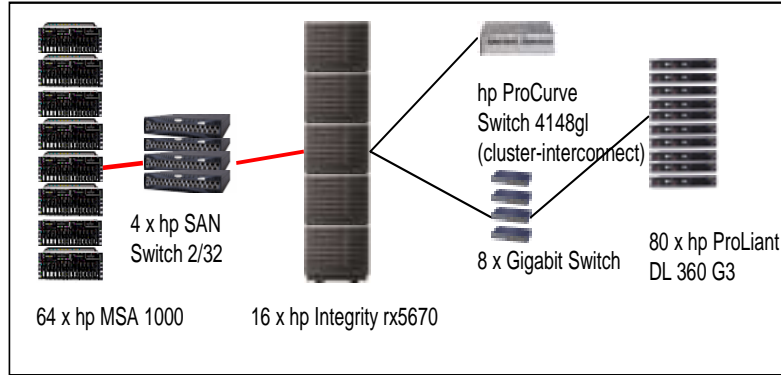 hp ProCurve
Switch 4148gl
(cluster-interconnect)
4 x hp SAN
Switch 2/32
8 x Gigabit Switch
80 x hp ProLiant
DL 360 G3
64 x hp MSA 1000
16 x hp Integrity rx5670